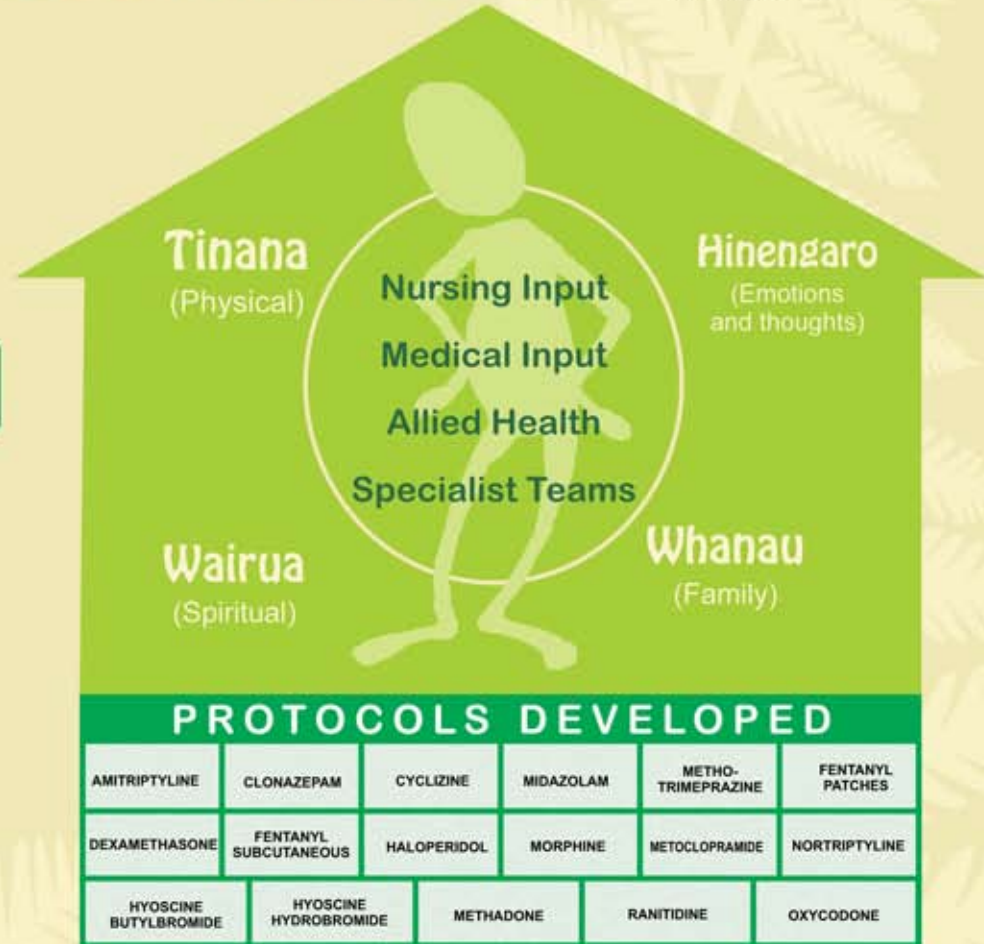 Tinana
(Physical)
Hinengaro
(Emotions
and thoughts)
Nursing Input
Medical Input
Allied Health
Specialist Teams
Wairua
(Spiritual)
Whanau
(Family)
PROTOCOLS DEVELOPED
AMITRIPTYLINE
CLONAZEPAM
CYCLIZINE
MIDAZOLAM
METHO-
TRIMEPRAZINE
FENTANYL
PATCHES
DEXAMETHASONE
FENTANYL
SUBCUTANEOUS
HALOPERIDOL
MORPHINE
METOCLOPRAMIDE
NORTRIPTYLINE
HYOSCINE
BUTYLBROMIDE
HYOSCINE
HYDROBROMIDE
METHADONE
RANITIDINE
OXYCODONE